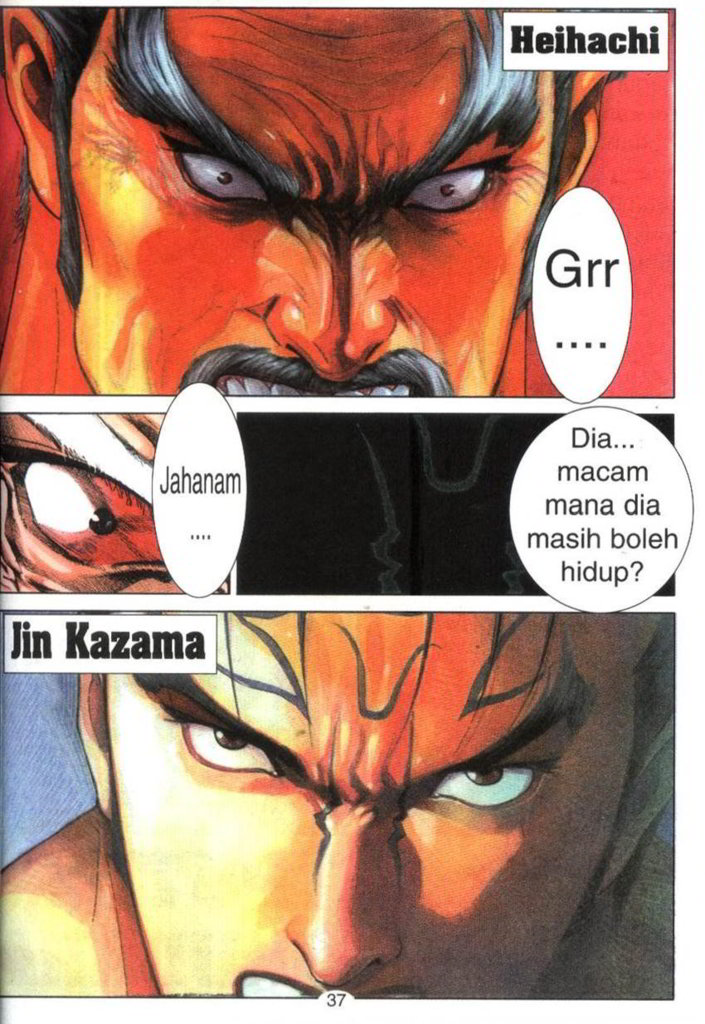 Heihachi
Grr
....
Jahanam
....
Dia...
macam
mana dia
masih boleh
hidup?
Jin Kazama
37